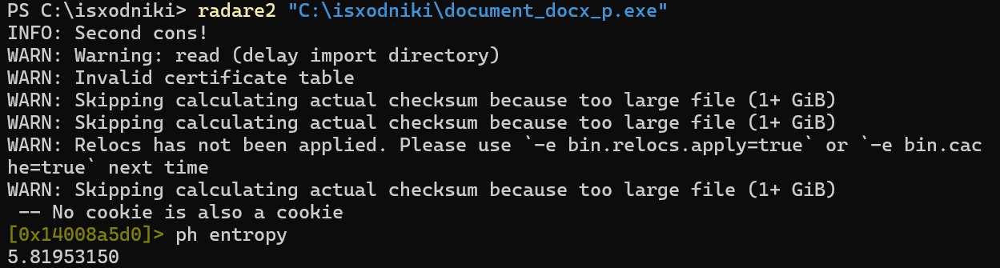 PS C:\isxodniki> radare2 "C:\isxodniki\document_docx_p.exe"
INFO: Second cons!
WARN: Warning: read (delay import directory)
WARN: Invalid certificate table
WARN: Skipping calculating actual checksum because too large file (1+ GiB)
WARN: Skipping calculating actual checksum because too large file (1+ GiB)
WARN: Relocs has not been applied. Please use `-e bin.relocs.apply=true` or `-e bin.cac
he=true` next time
WARN: Skipping calculating actual checksum because too large file (1+ GiB)
 -- No cookie is also a cookie
[0x14008a5d0]> ph entropy
5.81953150